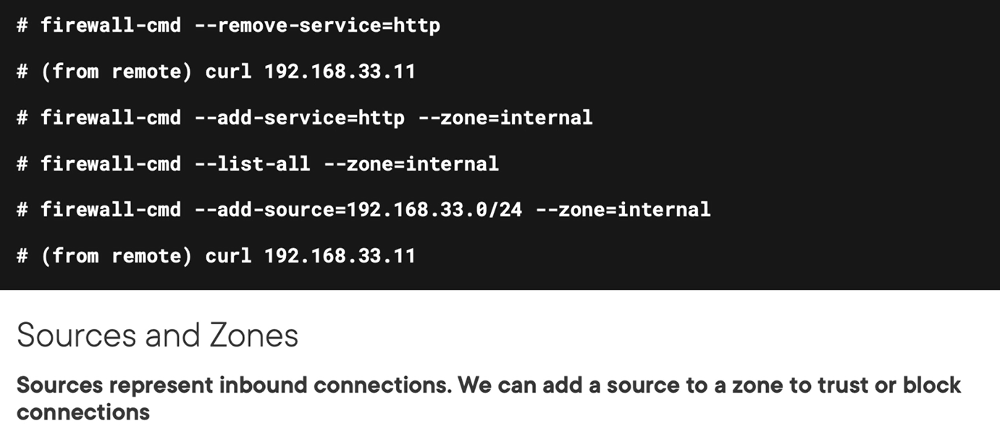 # firewall-cmd --remove-service=http
# (from remote) curl 192.168.33.11
# firewall-cmd --add-service=http --zone=internal
# firewall-cmd --list-all --zone=internal
# firewall-cmd --add-source=192.168.33.0/24 --zone=internal
# (from remote) curl 192.168.33.11
Sources and Zones
Sources represent inbound connections. We can add a source to a zone to trust or block
connections